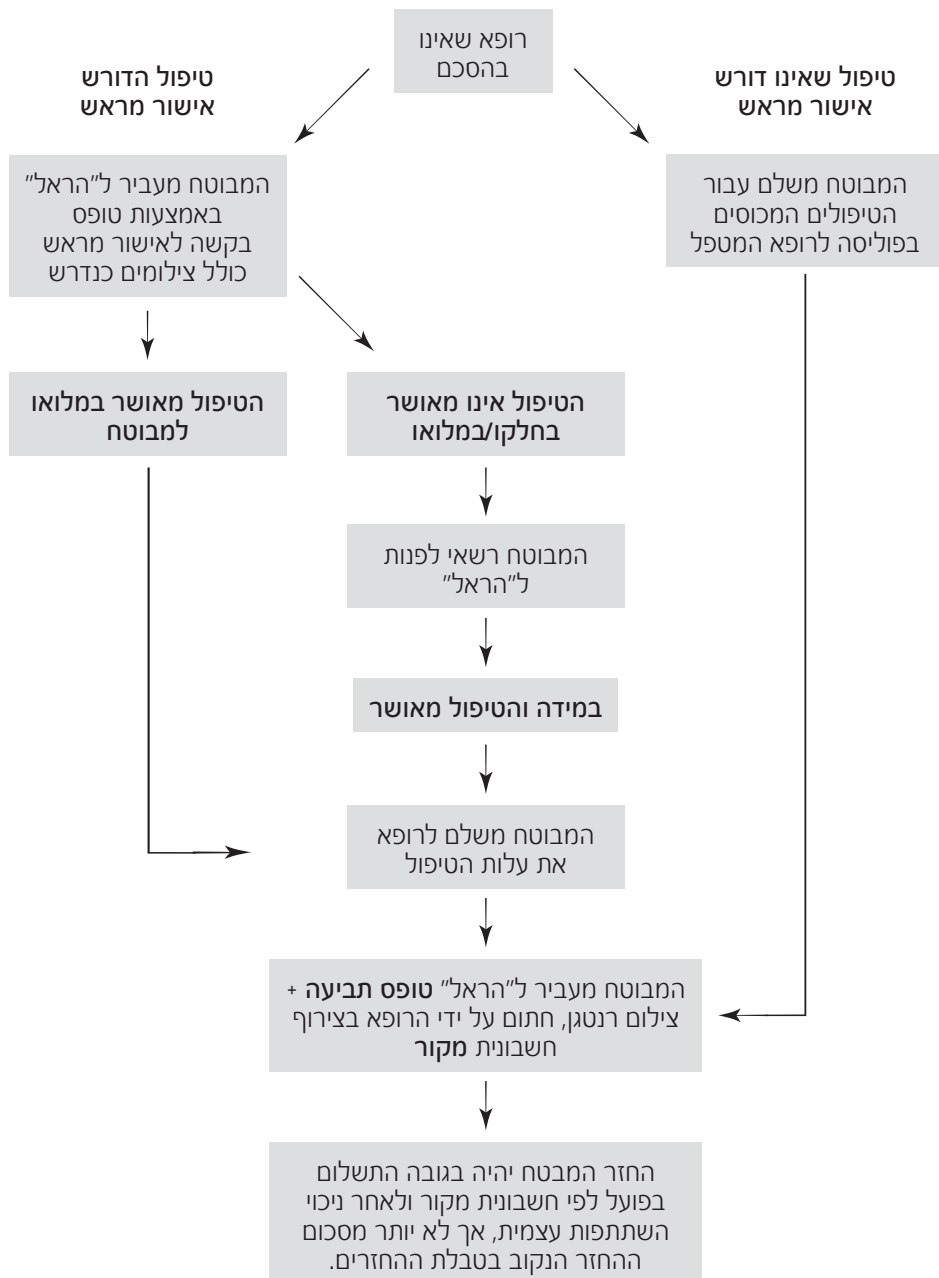 רופא שאינו
בהסכם
טיפול שאינו דורש
אישור מראש
טיפול הדורש
אישור מראש
המבוטח משלם עבור
הטיפולים המכוסים
בפוליסה לרופא המטפל
המבוטח מעביר ל"הראל"
באמצעות טופס
בקשה לאישור מראש
כולל צילומים כנדרש
הטיפול אינו מאושר
בחלקו/במלואו
הטיפול מאושר במלואו
למבוטח
המבוטח רשאי לפנות
ל"הראל"
במידה והטיפול מאושר
המבוטח משלם לרופא
את עלות הטיפול
המבוטח מעביר ל"הראל" טופס תביעה +
צילום רנטגן, חתום על ידי הרופא בצירוף
חשבונית מקור
החזר המבטח יהיה בגובה התשלום
בפועל לפי חשבונית מקור ולאחר ניכוי
השתתפות עצמית, אך לא יותר מסכום
ההחזר הנקוב בטבלת ההחזרים.